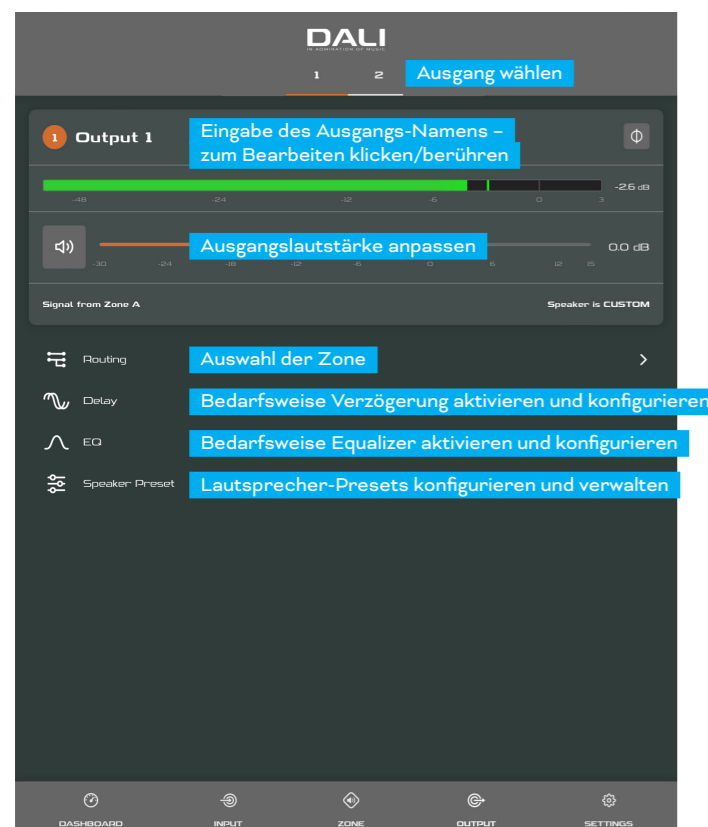 DALI
IN ADMIRATION OF MUSIC
1 2 Ausgang wählen
1 Output 1 Eingabe des Ausgangs-Namens –
zum Bearbeiten klicken/berühren
-2.6 dB
-48 -24 -12 -6 0 3
Ausgangslautstärke anpassen 0.0 dB
-30 -24 -18 -12 -6 0 6 12 15
Signal from Zone A Speaker is CUSTOM
Routing Auswahl der Zone
Delay Bedarfsweise Verzögerung aktivieren und konfigurieren
EQ Bedarfsweise Equalizer aktivieren und konfigurieren
Speaker Preset Lautsprecher-Presets konfigurieren und verwalten
DASHBOARD INPUT ZONE OUTPUT SETTINGS